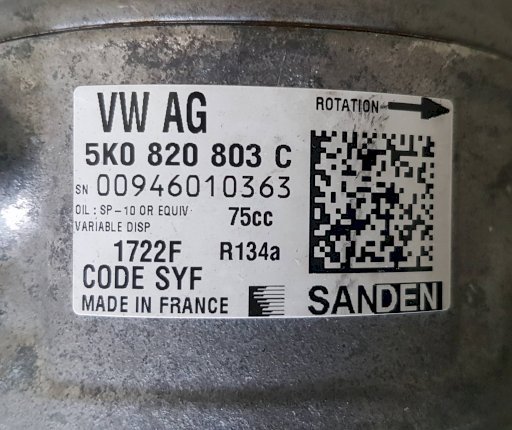 VW AG
ROTATION
5K0 820 803 C
SN 00946010363
OIL : SP-10 OR EQUIV 75cc
VARIABLE DISP
1722F R134a
CODE SYF
MADE IN FRANCE SANDEN